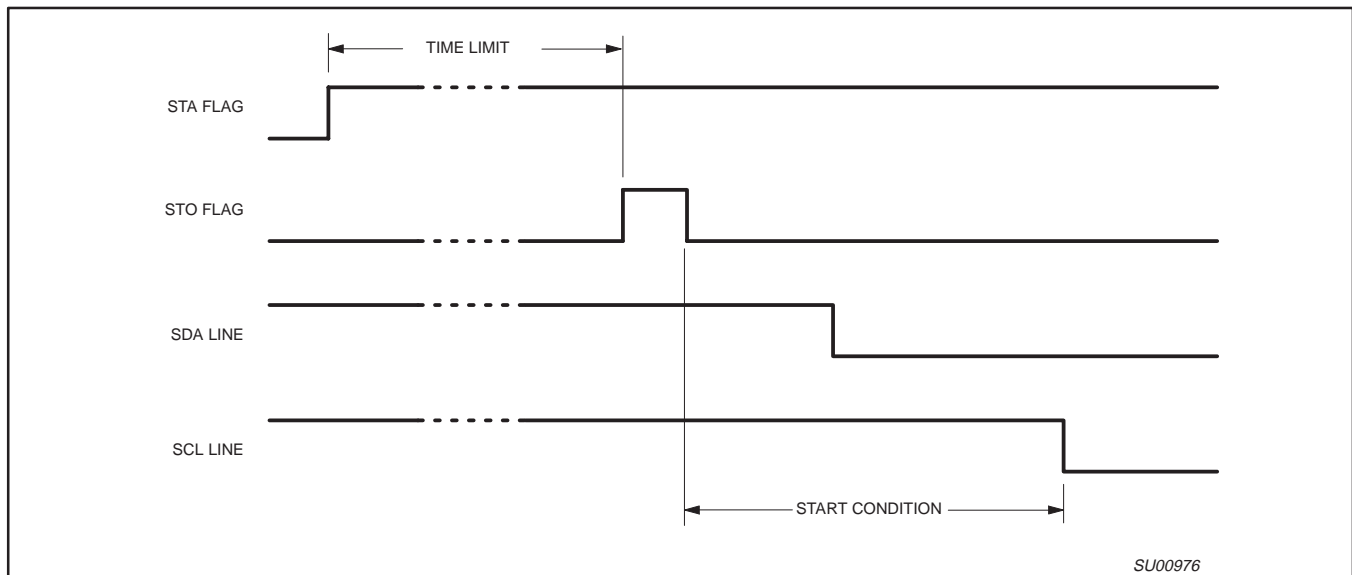 TIME LIMIT
STA FLAG
STO FLAG
SDA LINE
SCL LINE
START CONDITION
SU00976